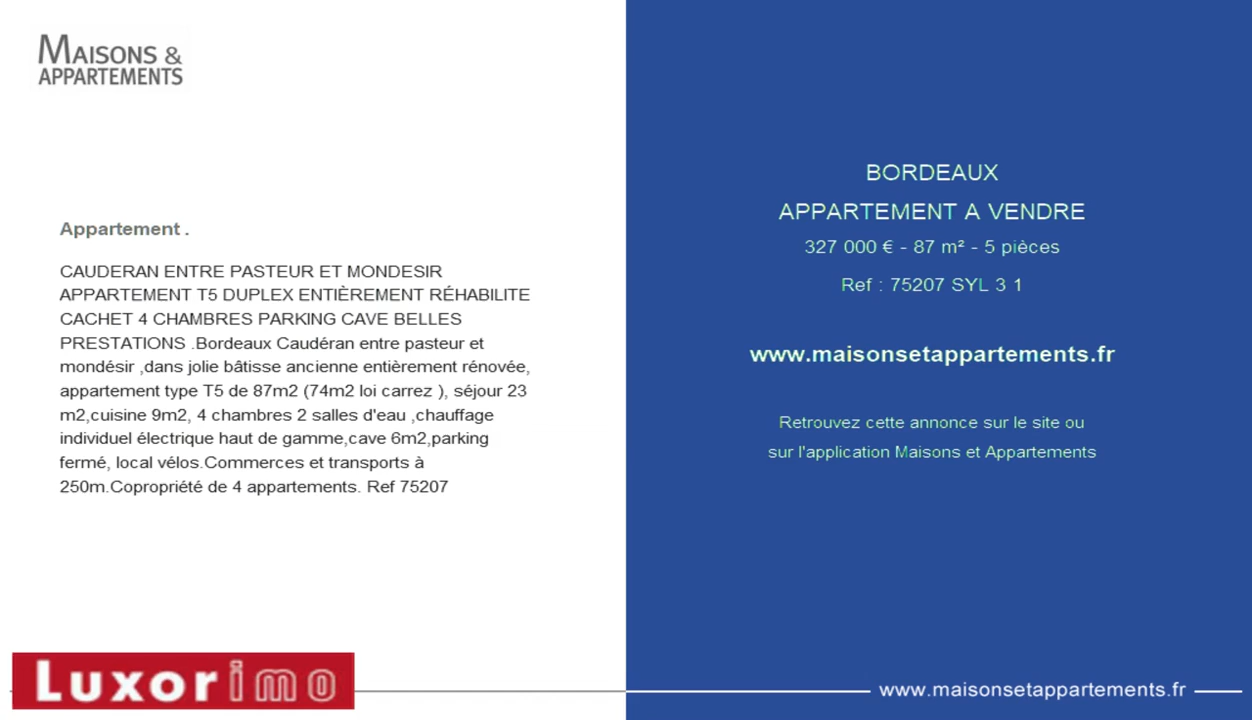 MAISONS &
APPARTEMENTS
Appartement .
CAUDERAN ENTRE PASTEUR ET MONDESIR
APPARTEMENT T5 DUPLEX ENTIÈREMENT RÉHABILITE
CACHET 4 CHAMBRES PARKING CAVE BELLES
PRESTATIONS .Bordeaux Caudéran entre pasteur et
mondésir ,dans jolie bâtisse ancienne entièrement rénovée,
appartement type T5 de 87m2 (74m2 loi carrez ), séjour 23
m2,cuisine 9m2, 4 chambres 2 salles d'eau ,chauffage
individuel électrique haut de gamme,cave 6m2,parking
fermé, local vélos.Commerces et transports à
250m.Copropriété de 4 appartements. Ref 75207
Luxorimo
BORDEAUX
APPARTEMENT A VENDRE
327 000 € - 87 m² - 5 pièces
Ref : 75207 SYL 3 1
www.maisonsetappartements.fr
Retrouvez cette annonce sur le site ou
sur l'application Maisons et Appartements
www.maisonsetappartements.fr